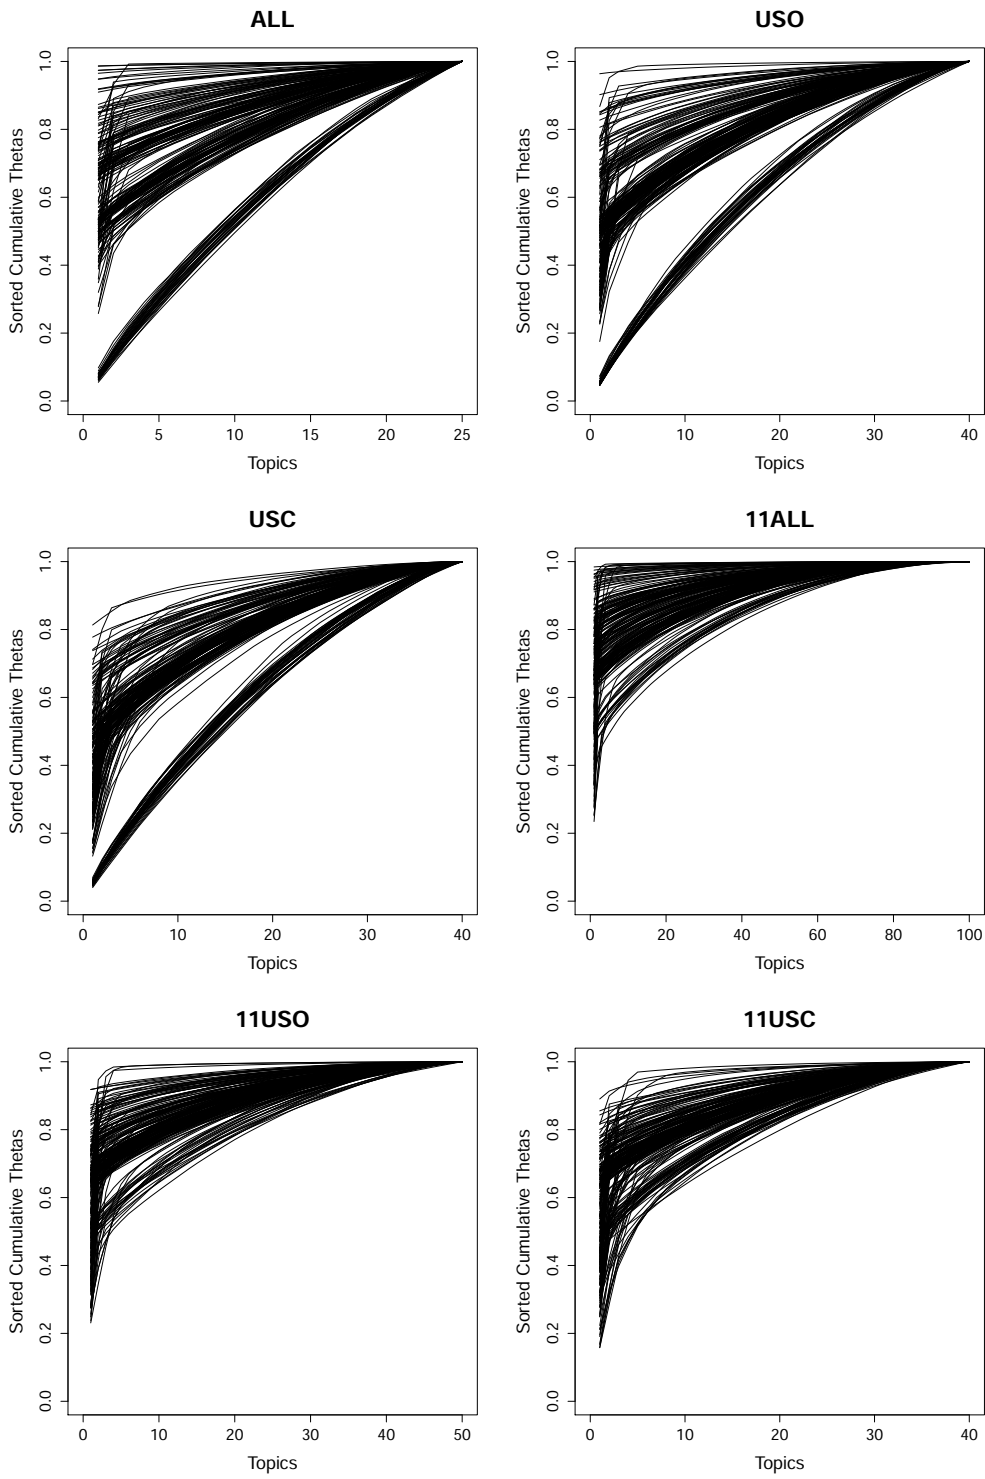 ALL
Sorted Cumulative Thetas
0.0 0.2 0.4 0.6 0.8 1.0
0 5 10 15 20 25
Topics
USO
Sorted Cumulative Thetas
0.0 0.2 0.4 0.6 0.8 1.0
0 10 20 30 40
Topics
USC
Sorted Cumulative Thetas
0.0 0.2 0.4 0.6 0.8 1.0
0 10 20 30 40
Topics
11ALL
Sorted Cumulative Thetas
0.0 0.2 0.4 0.6 0.8 1.0
0 20 40 60 80 100
Topics
11USO
Sorted Cumulative Thetas
0.0 0.2 0.4 0.6 0.8 1.0
0 10 20 30 40 50
Topics
11USC
Sorted Cumulative Thetas
0.0 0.2 0.4 0.6 0.8 1.0
0 10 20 30 40
Topics